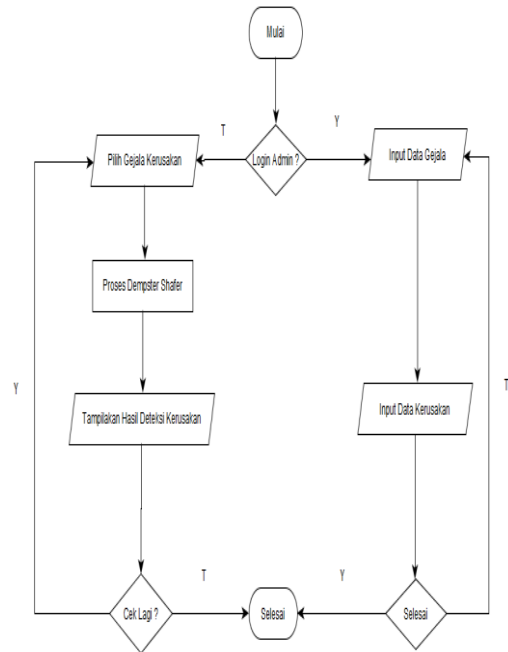 Mulai
T
Y
Pilih Gejala Kerusakan
Login Admin ?
Input Data Gejala
Proses Dempster Shafer
Y
T
Tampilakan Hasil Deteksi Kerusakan
Input Data Kerusakan
T
Y
Cek Lagi ?
Selesai
Selesai